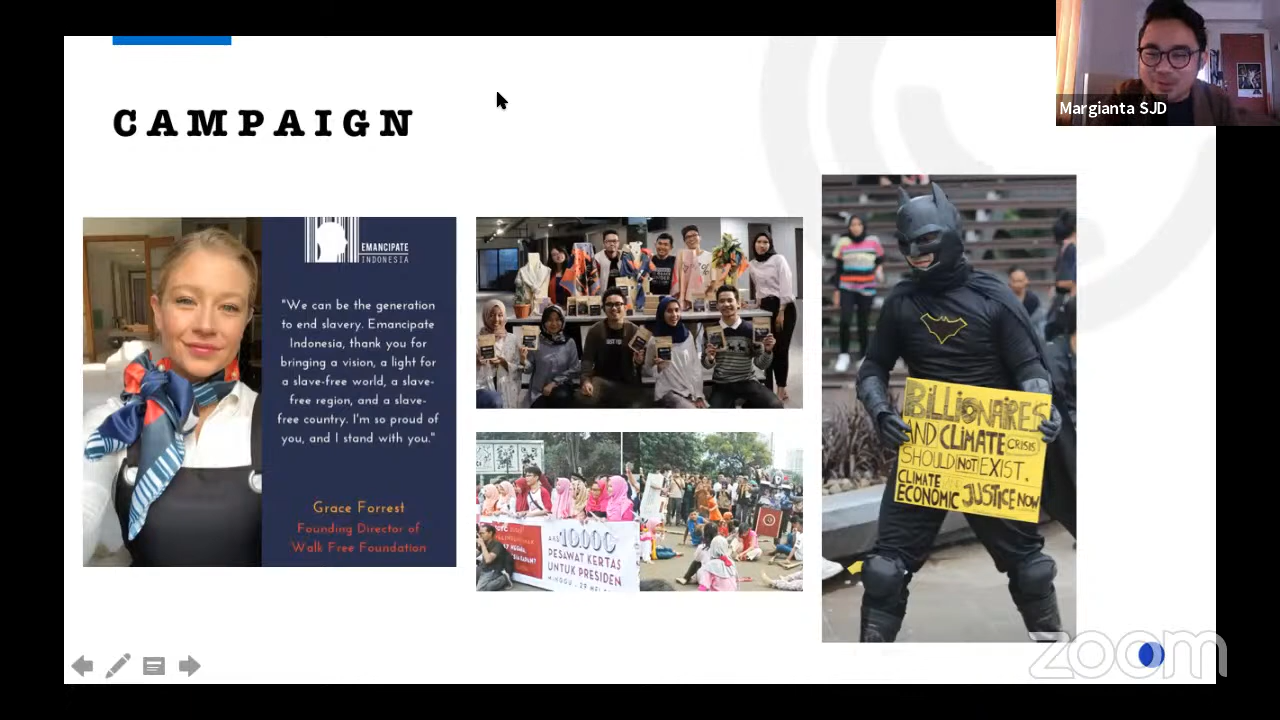 CAMPAIGN
Margianta SJD
EMANCIPATE
INDONESIA
"We can be the generation
to end slavery. Emancipate
Indonesia, thank you for
bringing a vision, a light for
a slave-free world, a slave-
free region, and a slave-
free country. I'm so proud of
you, and I stand with you."
Grace Forrest
Founding Director of
Walk Free Foundation
AKSI 10.000
PESAWAT KERTAS
UNTUK PRESIDEN
BILLIONAIRES
AND CLIMATE CRISIS
SHOULD NOT EXIST.
CLIMATE
ECONOMIC JUSTICE NOW
zoom